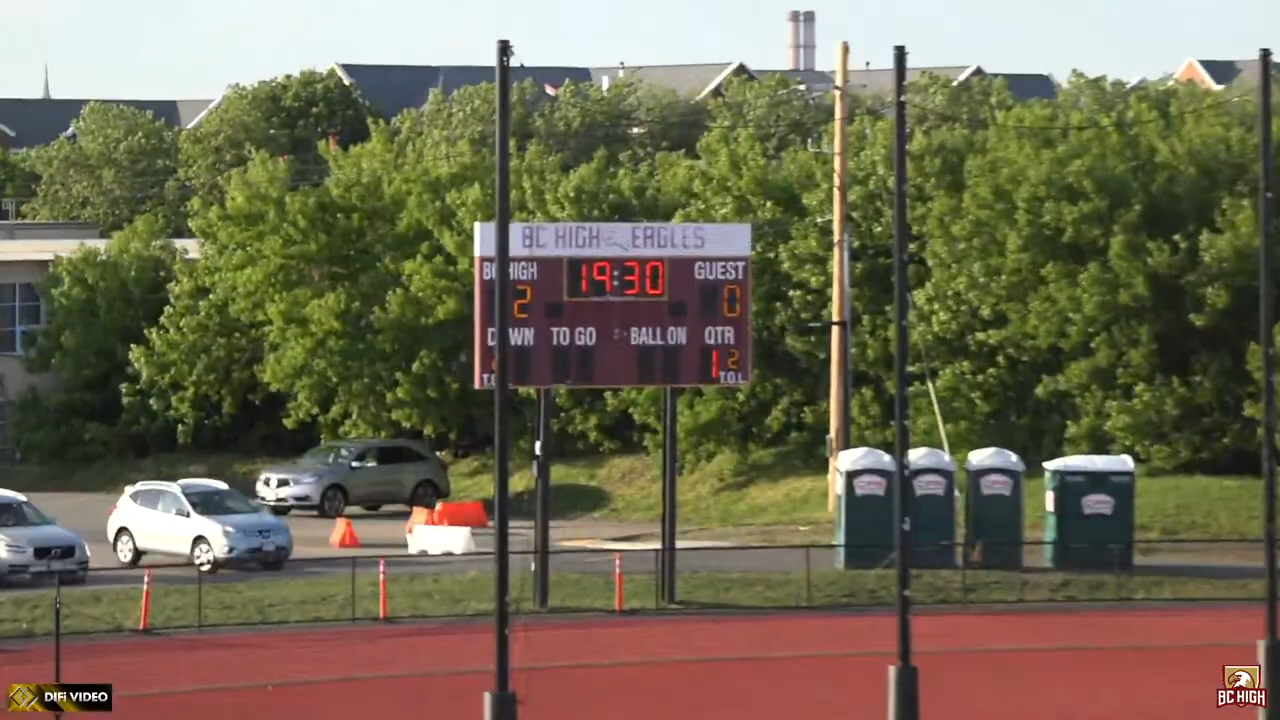 BC HIGH EAGLES
BC HIGH 19:30 GUEST
2 0
DOWN TO GO BALL ON QTR
1 2
T.O.L
DiFi VIDEO
BC HIGH